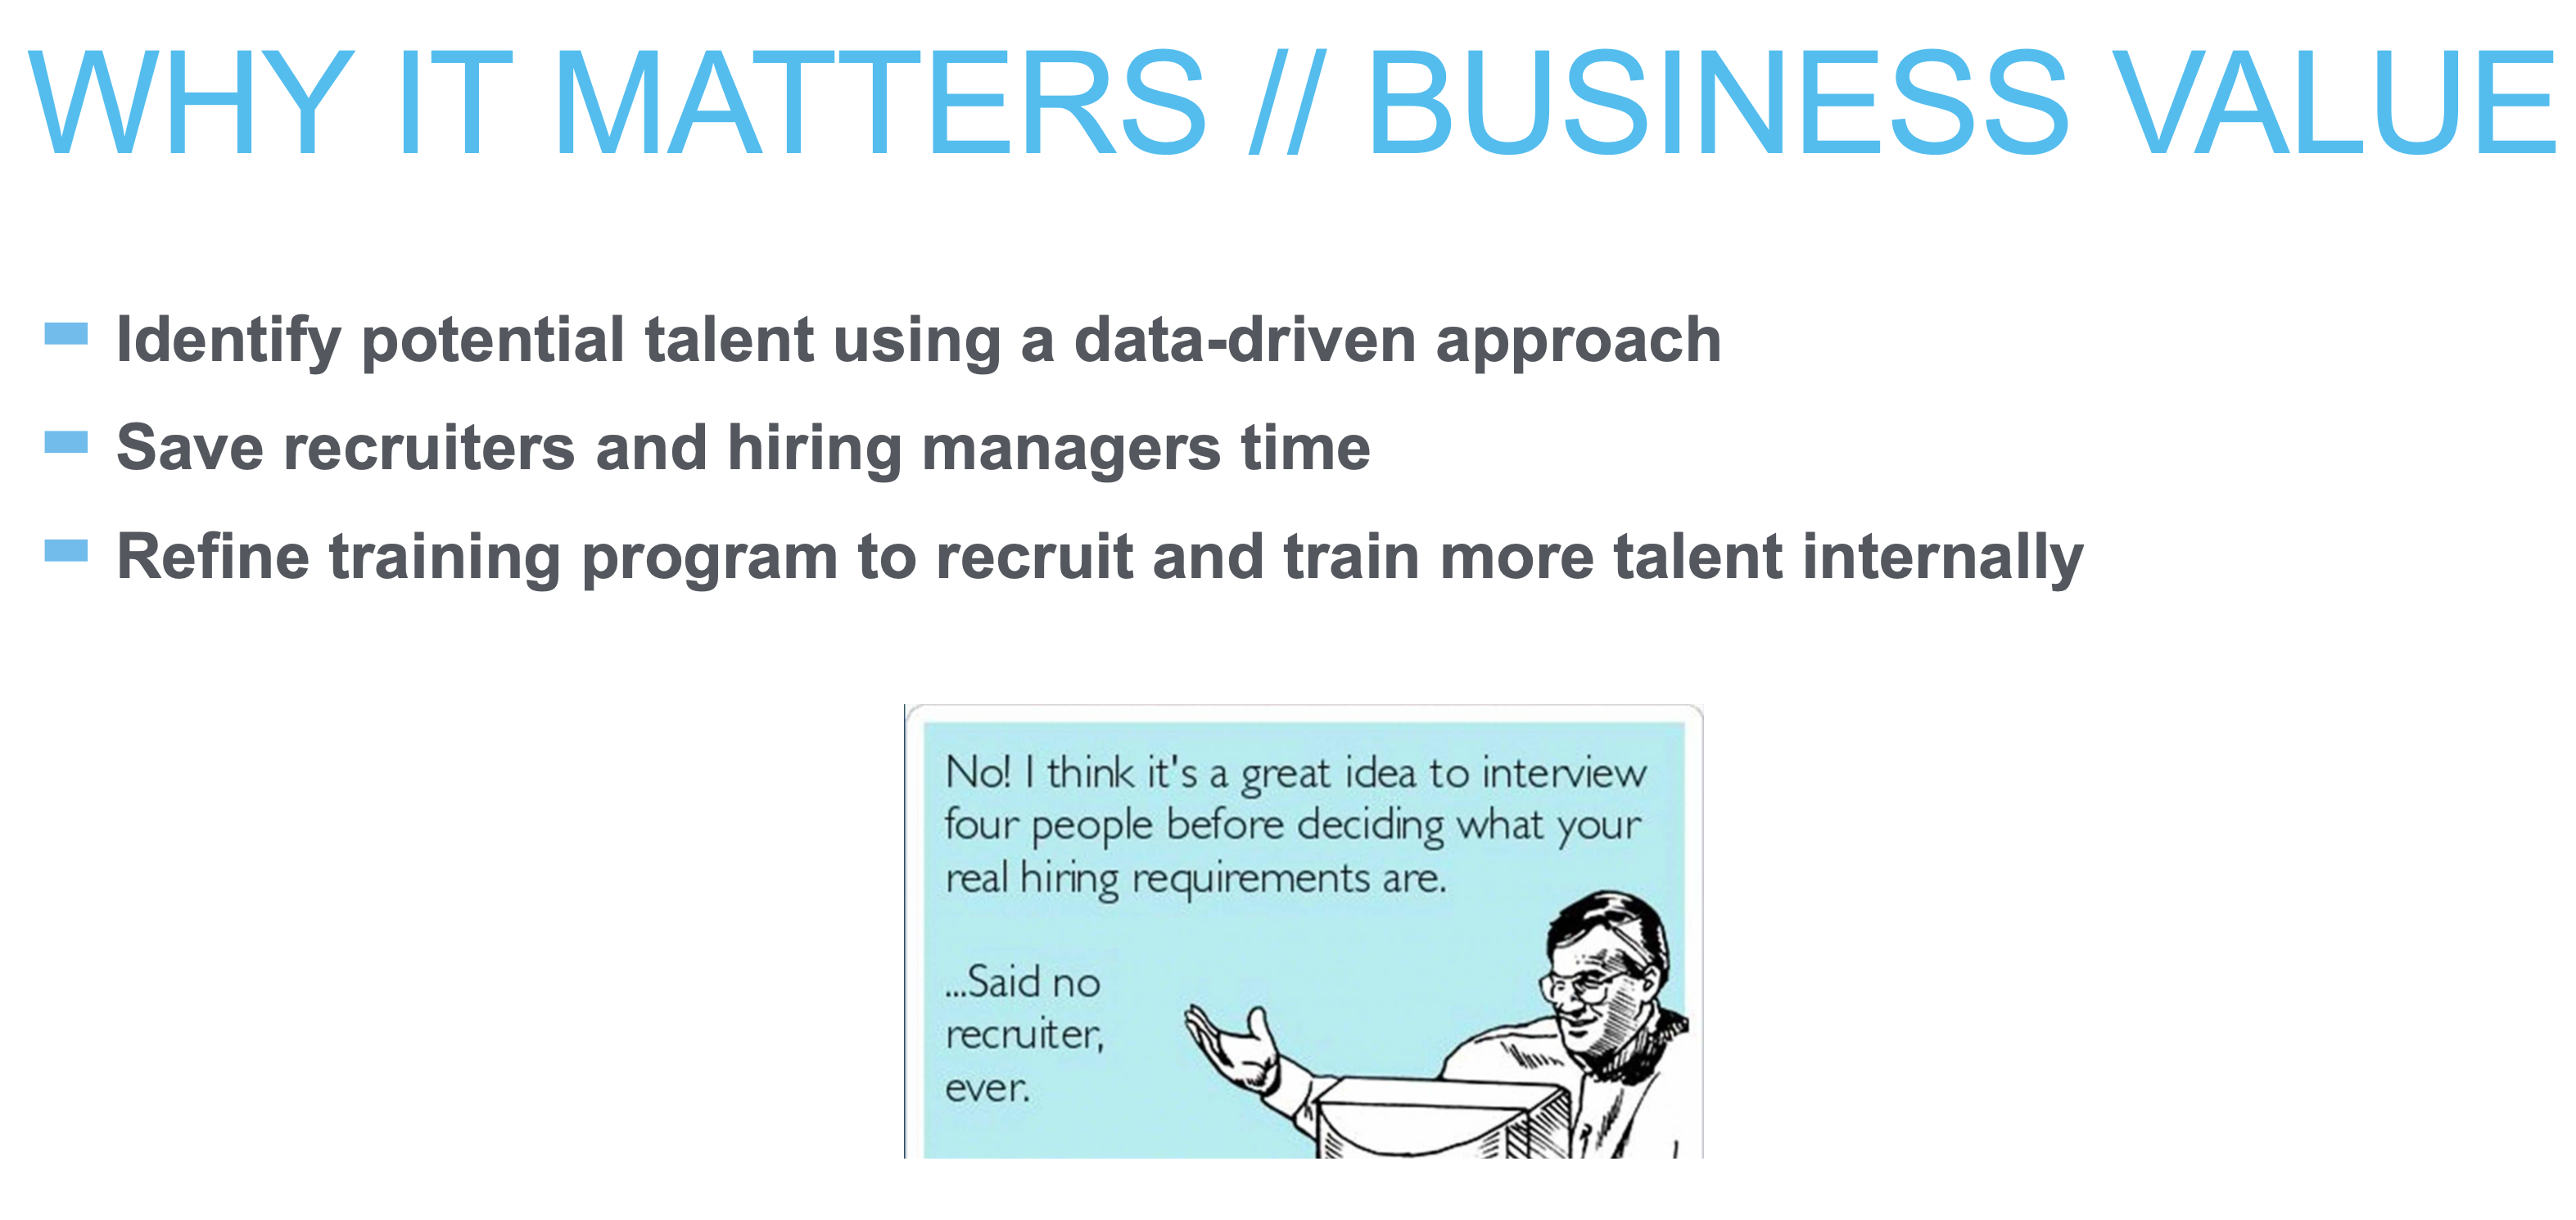 WHY IT MATTERS // BUSINESS VALUE
Identify potential talent using a data-driven approach
Save recruiters and hiring managers time
Refine training program to recruit and train more talent internally
No! I think it's a great idea to interview
four people before deciding what your
real hiring requirements are.
...Said no
recruiter,
ever.